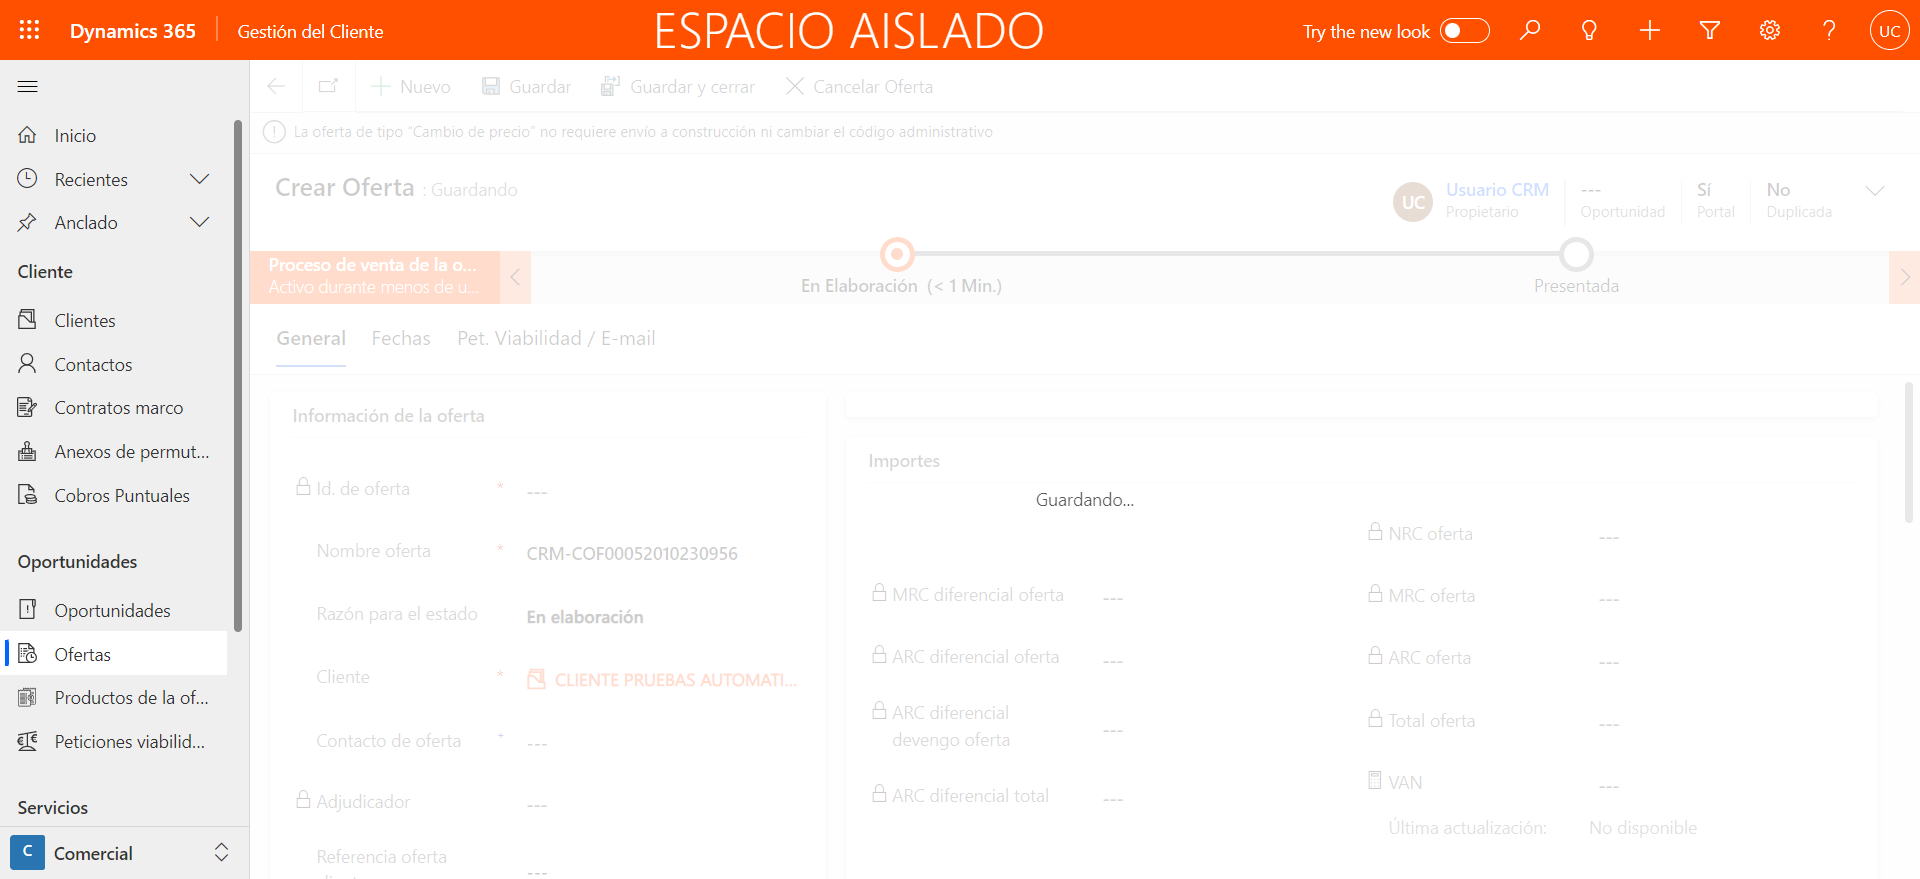 Dynamics 365
Gestión del Cliente
ESPACIO AISLADO
Try the new look
UC
Inicio
Recientes
Anclado
Cliente
Clientes
Contactos
Contratos marco
Anexos de permut...
Cobros Puntuales
Oportunidades
Oportunidades
Ofertas
Productos de la of...
Peticiones viabilid...
Servicios
C
Comercial
Nuevo
Guardar
Guardar y cerrar
Cancelar Oferta
La oferta de tipo "Cambio de precio" no requiere envío a construcción ni cambiar el código administrativo
Crear Oferta : Guardando
UC
Usuario CRM
Propietario
---
Oportunidad
Sí
Portal
No
Duplicada
Proceso de venta de la o...
Activo durante menos de u...
En Elaboración (< 1 Min.)
Presentada
General
Fechas
Pet. Viabilidad / E-mail
Información de la oferta
Id. de oferta * ---
Nombre oferta * CRM-COF00052010230956
Razón para el estado En elaboración
Cliente * CLIENTE PRUEBAS AUTOMATI...
Contacto de oferta + ---
Adjudicador ---
Referencia oferta
---
Importes
Guardando...
MRC diferencial oferta ---
ARC diferencial oferta ---
ARC diferencial
devengo oferta ---
ARC diferencial total ---
NRC oferta ---
MRC oferta ---
ARC oferta ---
Total oferta ---
VAN ---
Última actualización: No disponible